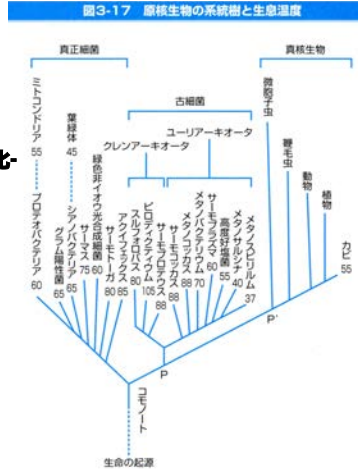 図3-17 原核生物の系統樹と生息温度
真正細菌
真核生物
古細菌
ユーリアーキオータ
クレンアーキオータ
ミトコンドリア 55
プロテオバクテリア 60
葉緑体 45
グラム陽性菌 65
シアノバクテリア 65
サーマス 75
緑色非イオウ光合成細菌 60
サーモトーガ 80
アクイフェックス 85
スルフォロバス 80
ピロディクティウム 105
サーモプロテウス 88
サーモコッカス 88
メタノコッカス 88
メタノバクテリウム 70
サーモプラズマ 60
高度好塩菌 55
メタノサルシナ 40
メタノスピリルム 37
微胞子虫
鞭毛虫
動物
植物
カビ 55
P
P'
コモノート
生命の起源